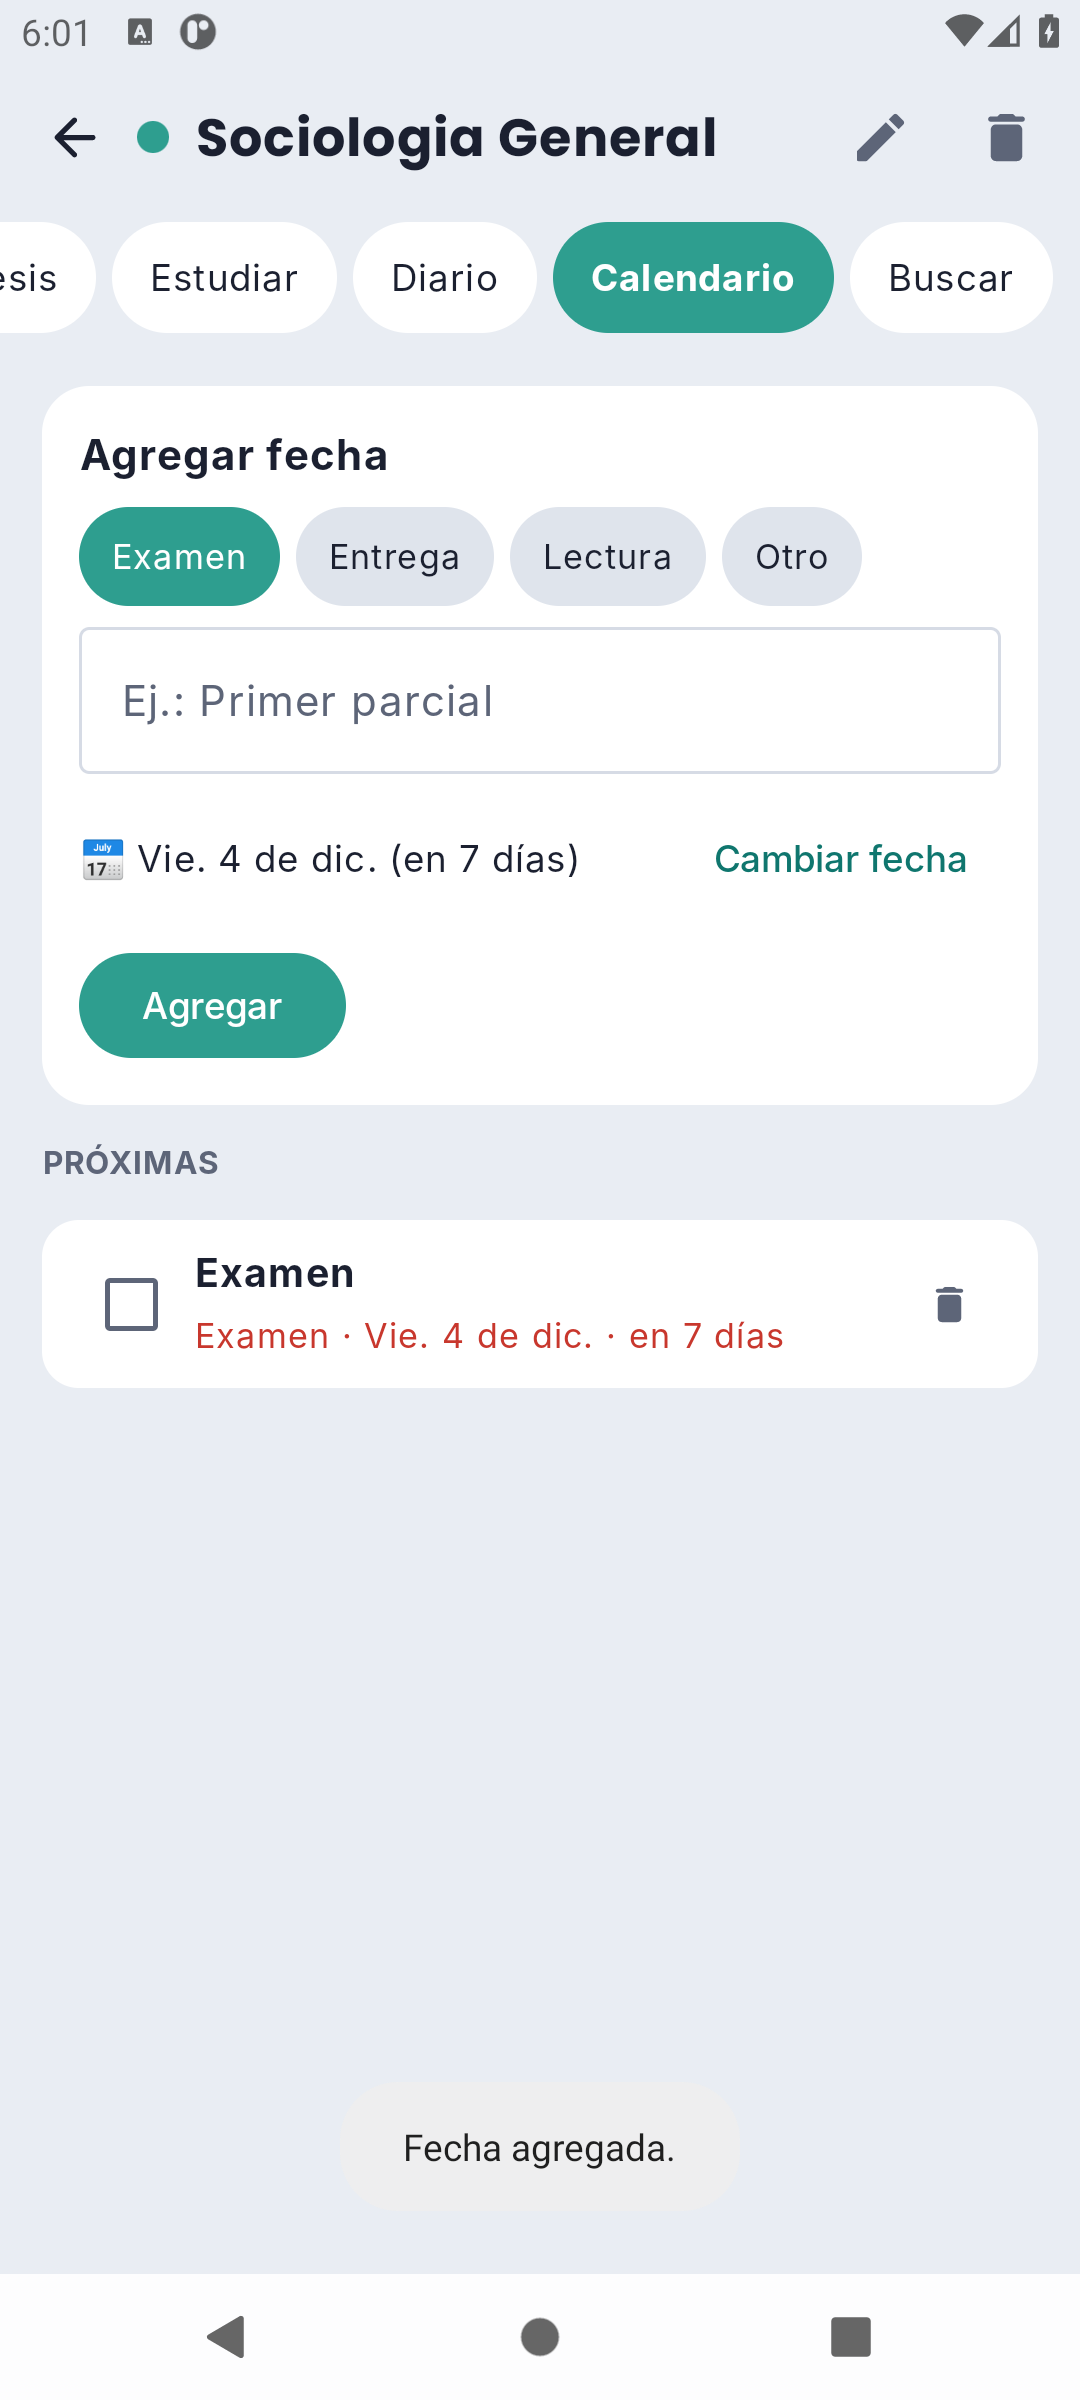 6:01
Sociologia General
esis
Estudiar
Diario
Calendario
Buscar
Agregar fecha
Examen
Entrega
Lectura
Otro
Ej.: Primer parcial
July
17
Vie. 4 de dic. (en 7 días)
Cambiar fecha
Agregar
PRÓXIMAS
Examen
Examen · Vie. 4 de dic. · en 7 días
Fecha agregada.